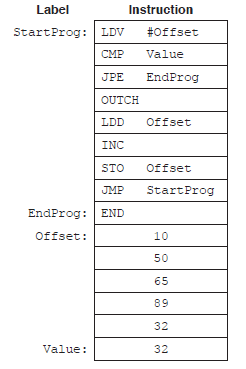 Label Instruction
StartProg: LDV #Offset
CMP Value
JPE EndProg
OUTCH
LDD Offset
INC
STO Offset
JMP StartProg
EndProg: END
Offset: 10
50
65
89
32
Value: 32